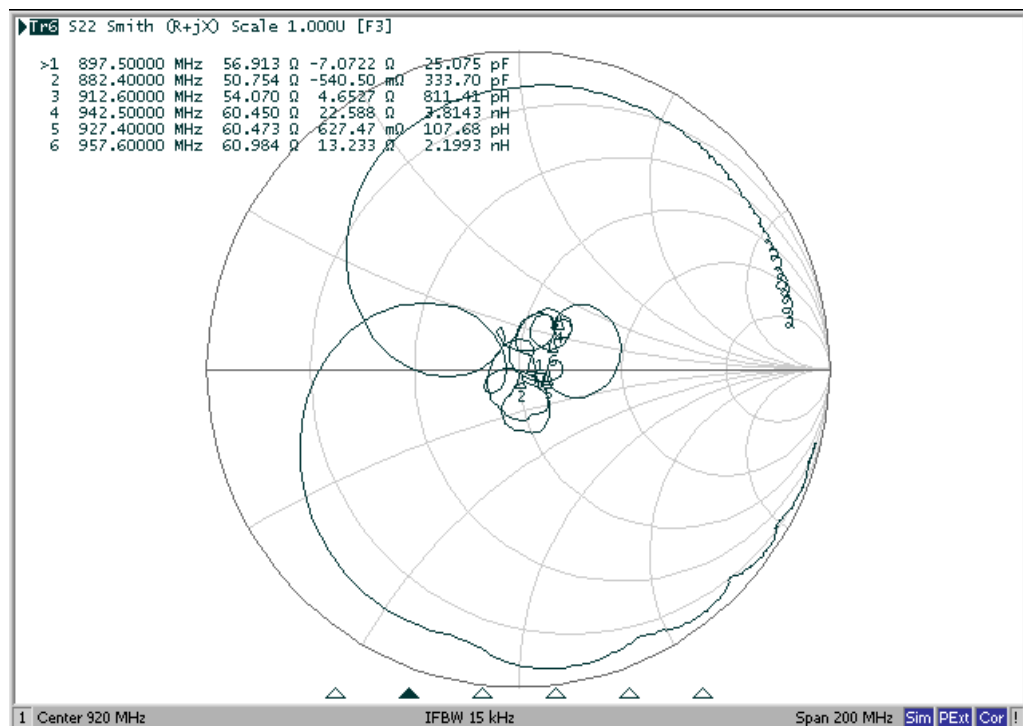 Tr6 S22 Smith (R+jX) Scale 1.000U [F3]
>1 897.50000 MHz 56.913 Ω -7.0722 Ω 25.075 pF
2 882.40000 MHz 50.754 Ω -540.50 mΩ 333.70 pF
3 912.60000 MHz 54.070 Ω 4.6527 Ω 811.41 pH
4 942.50000 MHz 60.450 Ω 22.588 Ω 3.8143 nH
5 927.40000 MHz 60.473 Ω 627.47 mΩ 107.68 pH
6 957.60000 MHz 60.984 Ω 13.233 Ω 2.1993 nH
1
2
1 Center 920 MHz IFBW 15 kHz Span 200 MHz Sim PExt Cor !